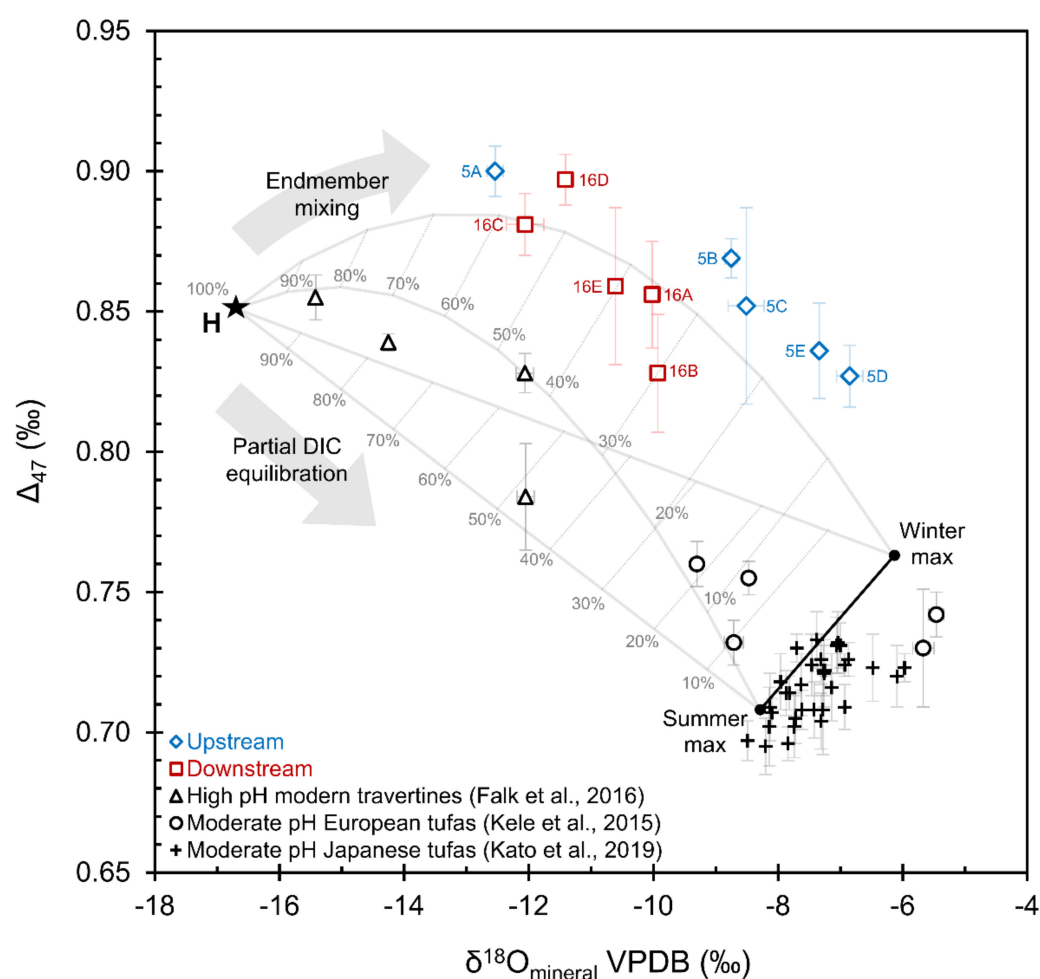 0.95
0.90
0.85
0.80
0.75
0.70
0.65
Δ47 (‰)
-18
-16
-14
-12
-10
-8
-6
-4
δ18Omineral VPDB (‰)
Endmember
mixing
5A
16D
16C
16E
16A
16B
5B
5C
5E
5D
100%
90%
80%
70%
60%
50%
40%
30%
20%
10%
H
90%
80%
70%
60%
50%
40%
30%
20%
10%
Partial DIC
equilibration
Winter
max
Summer
max
Upstream
Downstream
High pH modern travertines (Falk et al., 2016)
Moderate pH European tufas (Kele et al., 2015)
Moderate pH Japanese tufas (Kato et al., 2019)